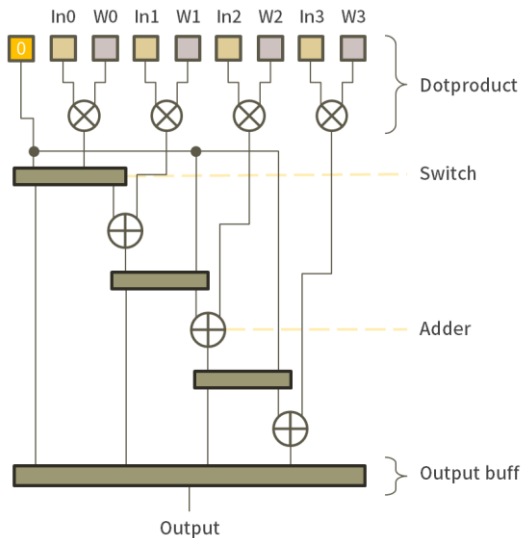 In0 W0 In1 W1 In2 W2 In3 W3
0
Dotproduct
Switch
Adder
Output buff
Output